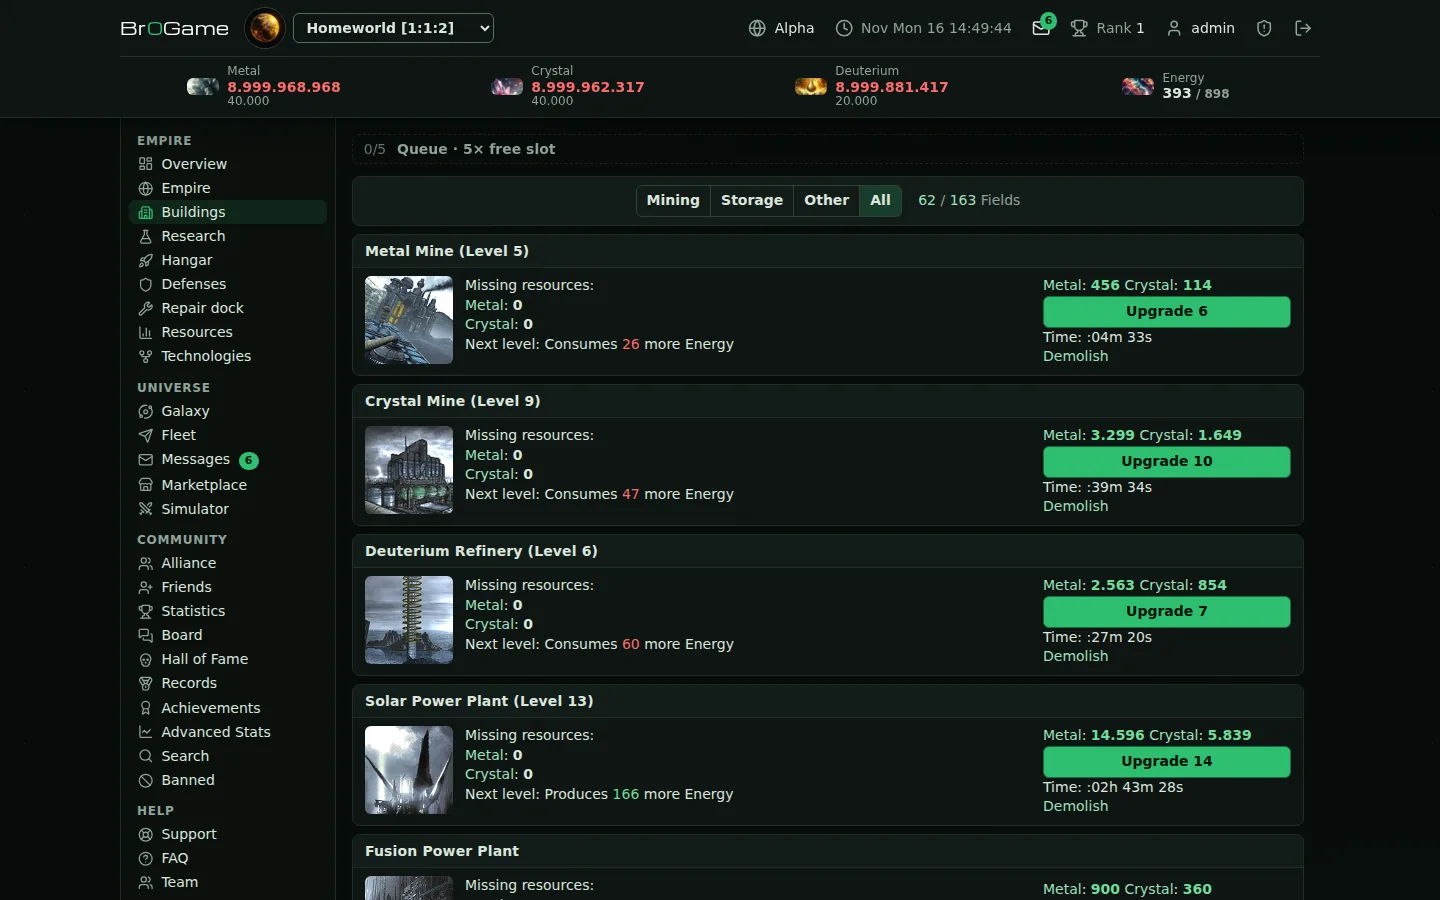 BrOGame
Homeworld [1:1:2]
Alpha
Nov Mon 16 14:49:44
6
Rank 1
admin
Metal
8.999.968.968
40.000
Crystal
8.999.962.317
40.000
Deuterium
8.999.881.417
20.000
Energy
393 / 898
EMPIRE
Overview
Empire
Buildings
Research
Hangar
Defenses
Repair dock
Resources
Technologies
UNIVERSE
Galaxy
Fleet
Messages 6
Marketplace
Simulator
COMMUNITY
Alliance
Friends
Statistics
Board
Hall of Fame
Records
Achievements
Advanced Stats
Search
Banned
HELP
Support
FAQ
Team
0/5 Queue · 5× free slot
Mining Storage Other All 62 / 163 Fields
Metal Mine (Level 5)
Missing resources:
Metal: 0
Crystal: 0
Next level: Consumes 26 more Energy
Metal: 456 Crystal: 114
Upgrade 6
Time: :04m 33s
Demolish
Crystal Mine (Level 9)
Missing resources:
Metal: 0
Crystal: 0
Next level: Consumes 47 more Energy
Metal: 3.299 Crystal: 1.649
Upgrade 10
Time: :39m 34s
Demolish
Deuterium Refinery (Level 6)
Missing resources:
Metal: 0
Crystal: 0
Next level: Consumes 60 more Energy
Metal: 2.563 Crystal: 854
Upgrade 7
Time: :27m 20s
Demolish
Solar Power Plant (Level 13)
Missing resources:
Metal: 0
Crystal: 0
Next level: Produces 166 more Energy
Metal: 14.596 Crystal: 5.839
Upgrade 14
Time: :02h 43m 28s
Demolish
Fusion Power Plant
Missing resources:
Metal: 900 Crystal: 360